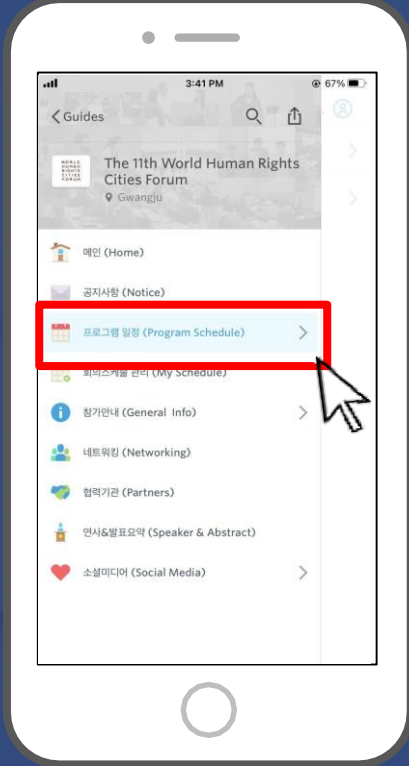 3:41 PM
67%
Guides
WORLD
HUMAN
RIGHTS
CITIES
FORUM
The 11th World Human Rights
Cities Forum
Gwangju
메인 (Home)
공지사항 (Notice)
프로그램 일정 (Program Schedule)
회의스케줄 관리 (My Schedule)
참가안내 (General Info)
네트워킹 (Networking)
협력기관 (Partners)
연사&발표요약 (Speaker & Abstract)
소셜미디어 (Social Media)